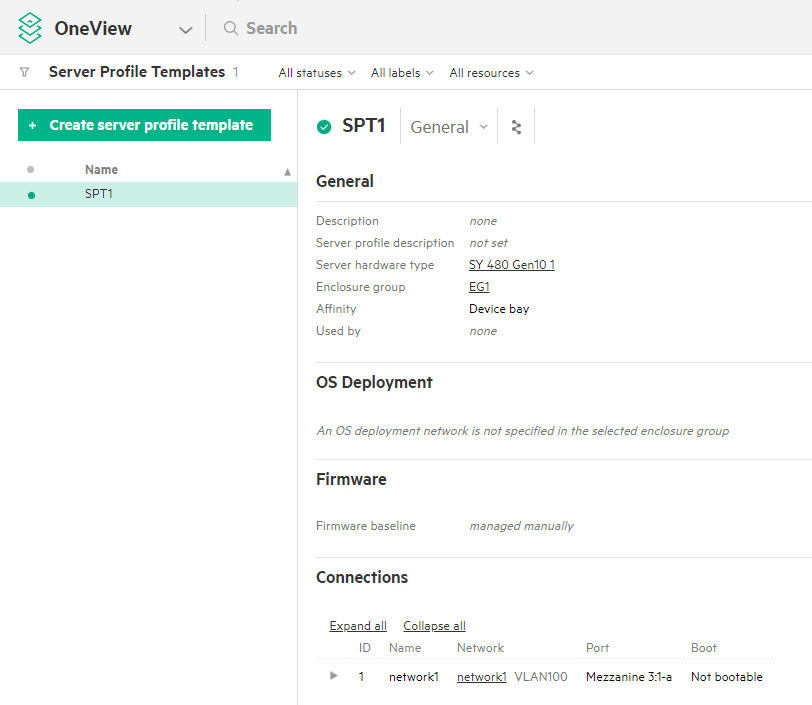 OneView Search
Server Profile Templates 1 All statuses All labels All resources
+ Create server profile template
Name
SPT1
SPT1 General
General
Description none
Server profile description not set
Server hardware type SY 480 Gen10 1
Enclosure group EG1
Affinity Device bay
Used by none
OS Deployment
An OS deployment network is not specified in the selected enclosure group
Firmware
Firmware baseline managed manually
Connections
Expand all Collapse all
ID Name Network Port Boot
1 network1 network1 VLAN100 Mezzanine 3:1-a Not bootable